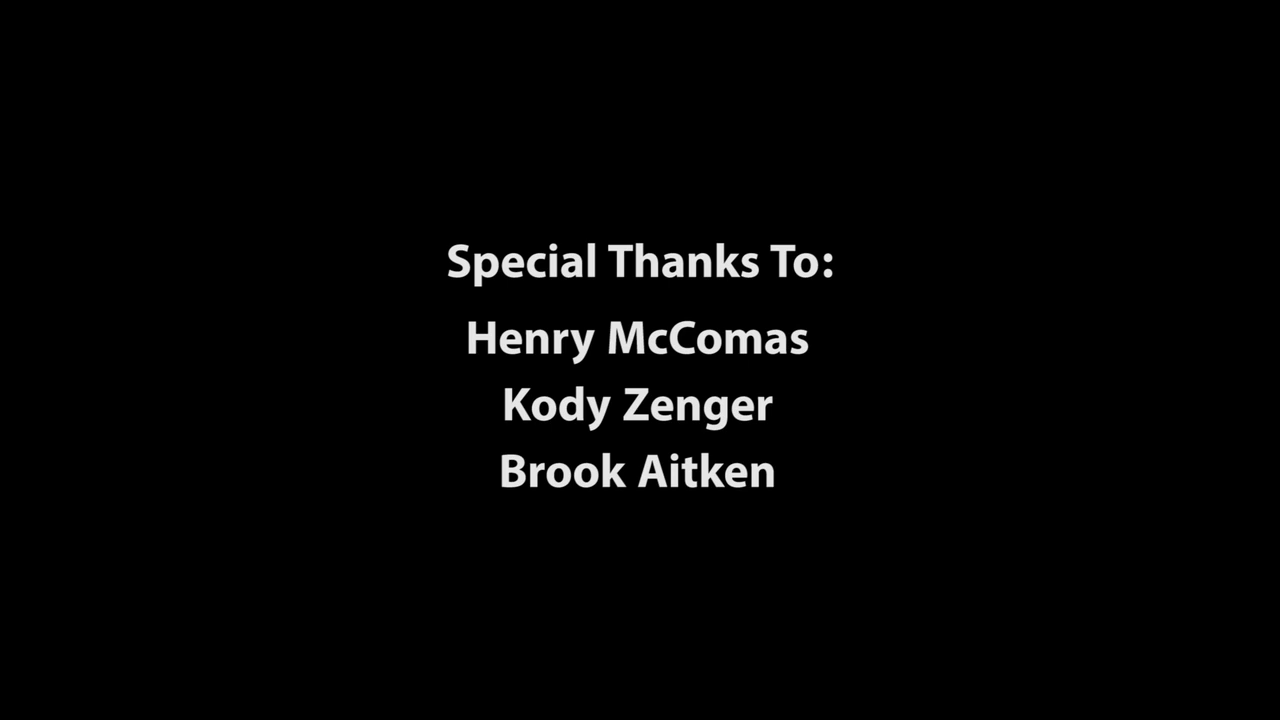 Special Thanks To:
Henry McComas
Kody Zenger
Brook Aitken